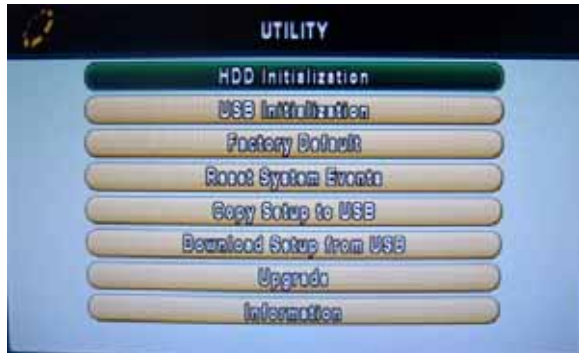 UTILITY
HDD Initialization
USB Initialization
Factory Default
Reset System Events
Copy Setup to USB
Download Setup from USB
Upgrade
Information